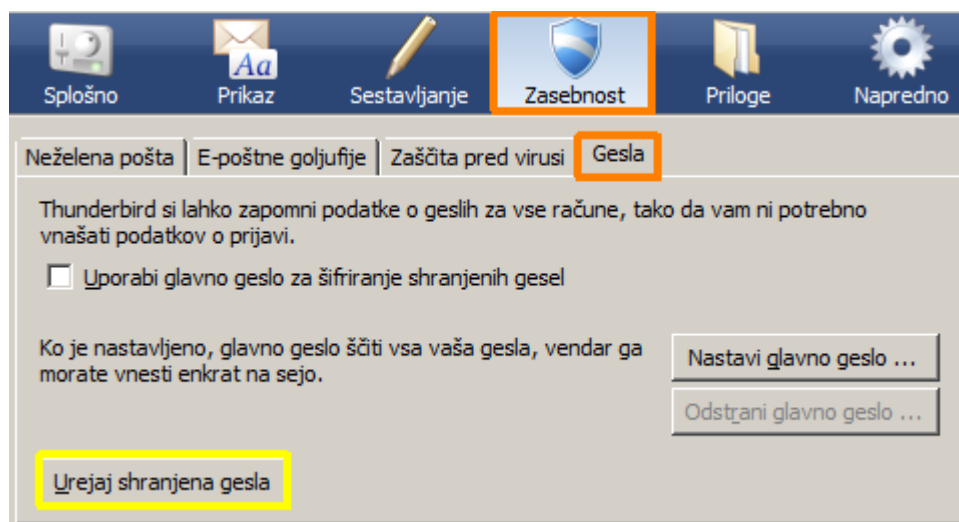 Aa
Splošno Prikaz Sestavljanje Zasebnost Priloge Napredno
Neželena pošta E-poštne goljufije Zaščita pred virusi Gesla
Thunderbird si lahko zapomni podatke o geslih za vse račune, tako da vam ni potrebno
vnašati podatkov o prijavi.
Uporabi glavno geslo za šifriranje shranjenih gesel
Ko je nastavljeno, glavno geslo ščiti vsa vaša gesla, vendar ga
morate vnesti enkrat na sejo.
Nastavi glavno geslo ...
Odstrani glavno geslo ...
Urejaj shranjena gesla